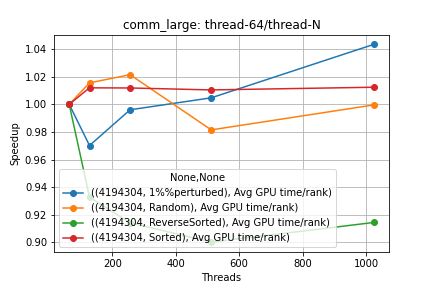 comm_large: thread-64/thread-N
1.04
1.02
1.00
0.98
0.96
0.94
0.92
0.90
Speedup
None,None
((4194304, 1%%perturbed), Avg GPU time/rank)
((4194304, Random), Avg GPU time/rank)
((4194304, ReverseSorted), Avg GPU time/rank)
((4194304, Sorted), Avg GPU time/rank)
200
400
600
800
1000
Threads